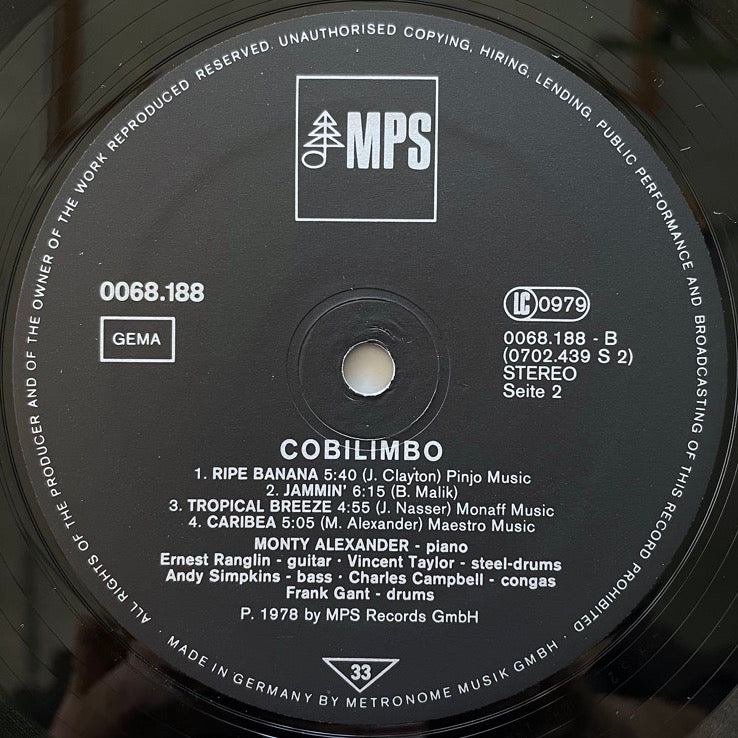 ALL RIGHTS OF THE PRODUCER AND OF THE OWNER OF THE WORK REPRODUCED RESERVED. UNAUTHORISED COPYING, HIRING, LENDING, PUBLIC PERFORMANCE AND BROADCASTING OF THIS RECORD PROHIBITED
MPS
0068.188
GEMA
LC 0979
0068.188 - B
(0702.439 S 2)
STEREO
Seite 2
COBILIMBO
1. RIPE BANANA 5:40 (J. Clayton) Pinjo Music
2. JAMMIN' 6:15 (B. Malik)
3. TROPICAL BREEZE 4:55 (J. Nasser) Monaff Music
4. CARIBEA 5:05 (M. Alexander) Maestro Music
MONTY ALEXANDER - piano
Ernest Ranglin - guitar · Vincent Taylor - steel-drums
Andy Simpkins - bass · Charles Campbell - congas
Frank Gant - drums
P. 1978 by MPS Records GmbH
33
· MADE IN GERMANY BY METRONOME MUSIK GMBH ·